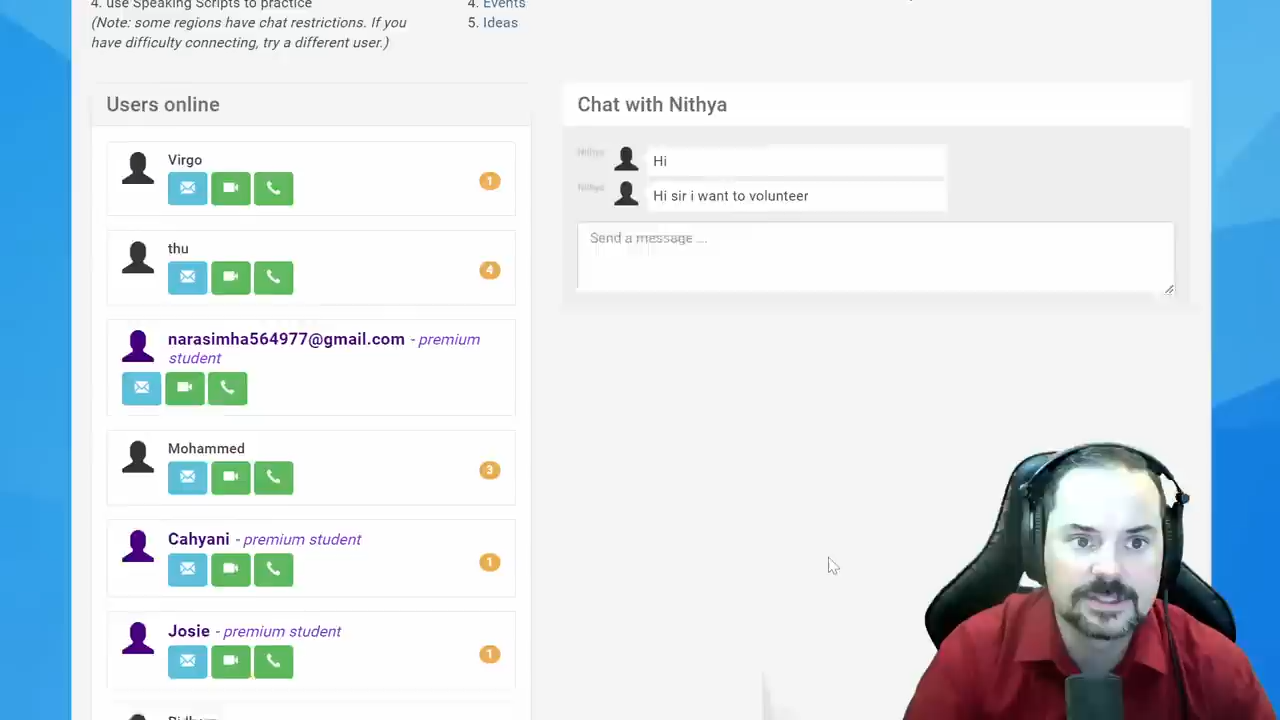 4. use Speaking Scripts to practice
(Note: some regions have chat restrictions. If you
have difficulty connecting, try a different user.)
4. Events
5. Ideas
Users online
Virgo
1
thu
4
narasimha564977@gmail.com - premium
student
Mohammed
3
Cahyani - premium student
1
Josie - premium student
1
Chat with Nithya
Nithya Hi
Nithya Hi sir i want to volunteer
Send a message ...